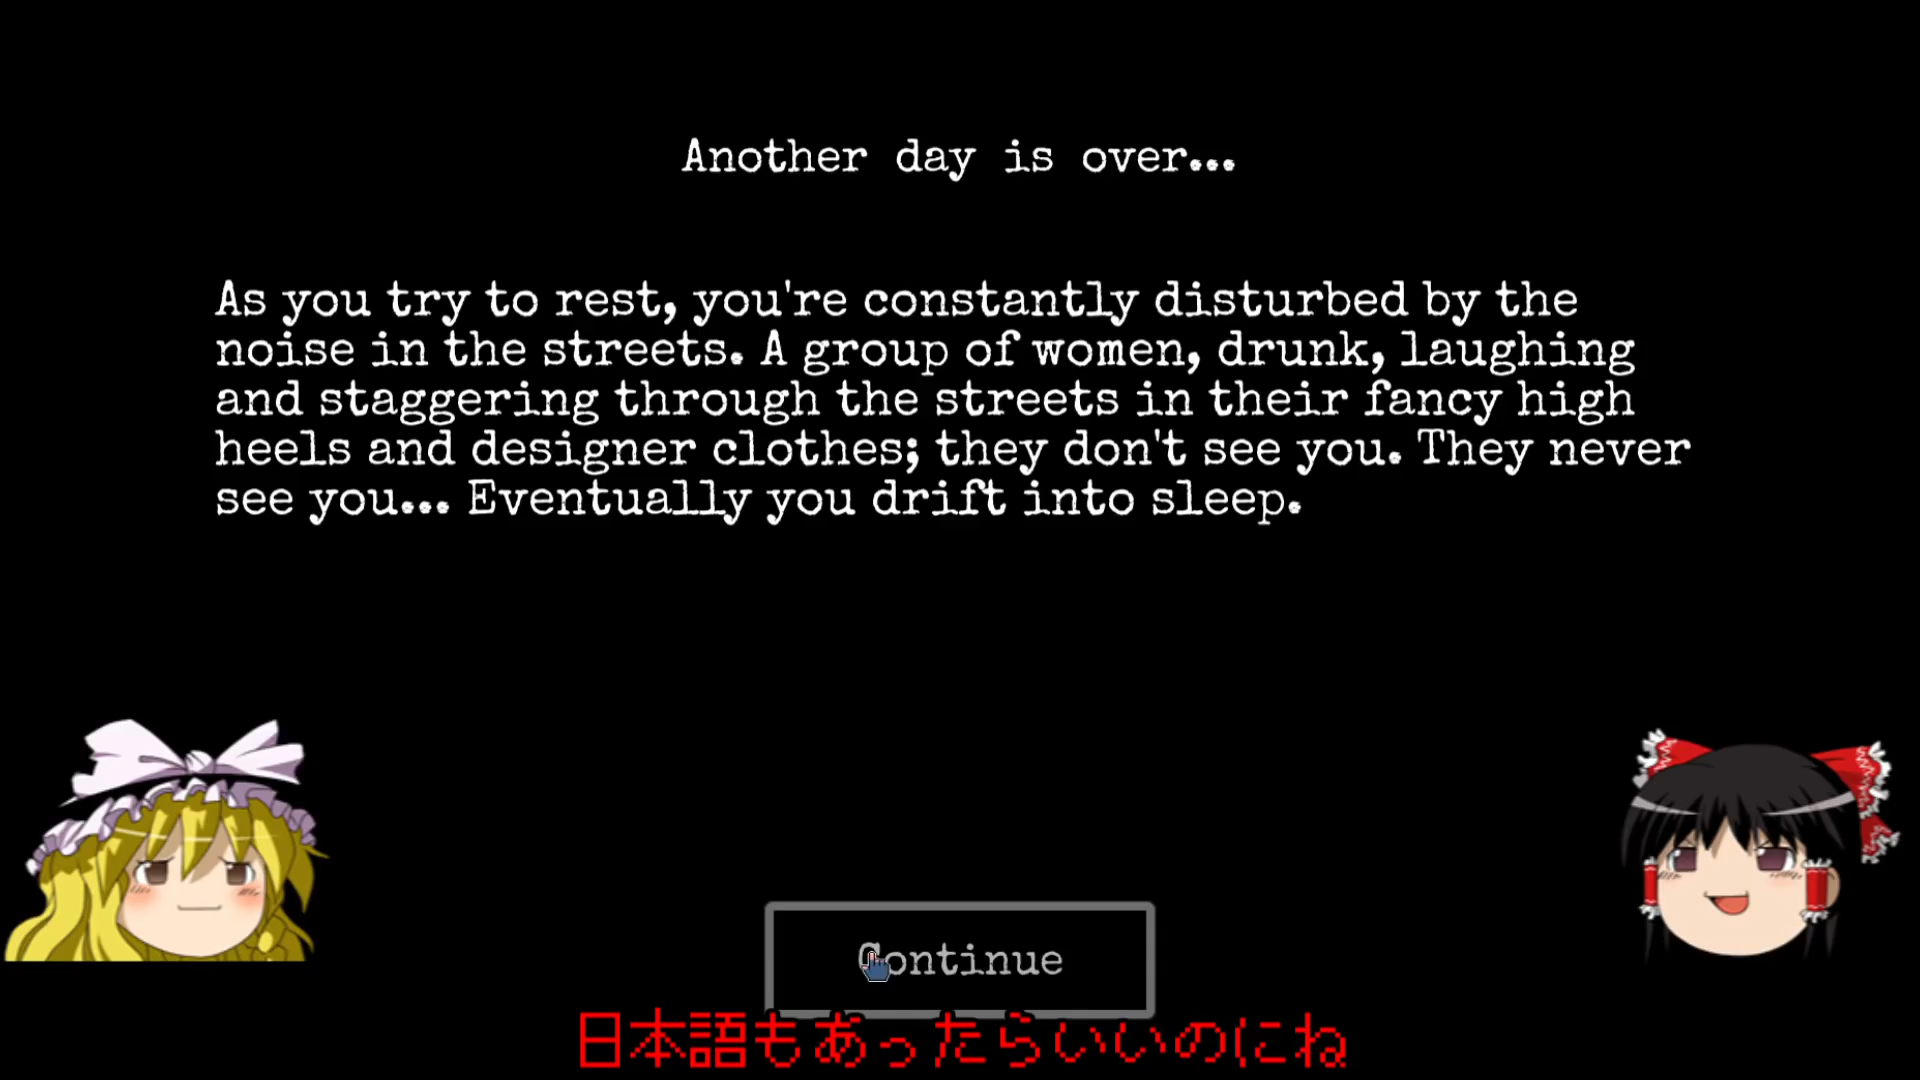 Another day is over...
As you try to rest, you're constantly disturbed by the
noise in the streets. A group of women, drunk, laughing
and staggering through the streets in their fancy high
heels and designer clothes; they don't see you. They never
see you... Eventually you drift into sleep.
Continue
日本語もあったらいいのにね